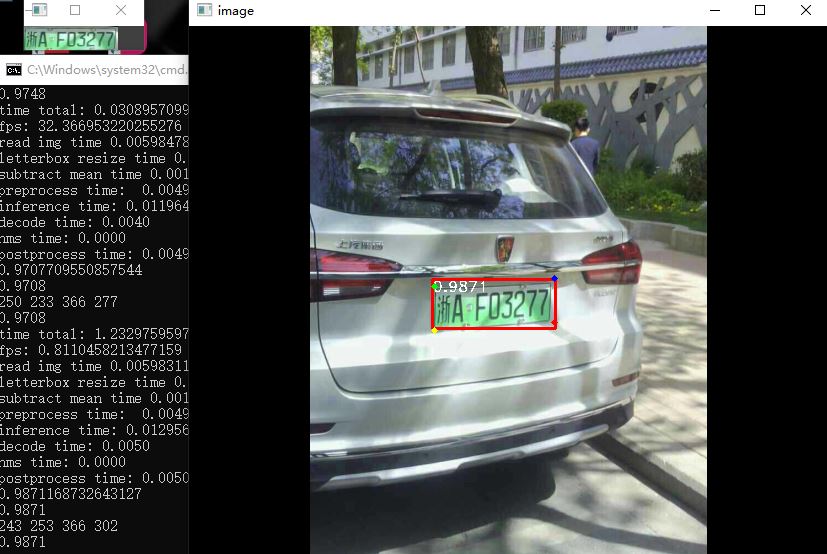 浙A F03277
C:\Windows\system32\cmd.
0.9748
time total: 0.0308957099
fps: 32.366953220255276
read img time 0.00598478
letterbox resize time 0.
subtract mean time 0.001
preprocess time:  0.0049
inference time: 0.011964
decode time: 0.0040
nms time: 0.0000
postprocess time: 0.0049
0.9707709550857544
0.9708
250 233 366 277
0.9708
time total: 1.2329759597
fps: 0.8110458213477159
read img time 0.00598311
letterbox resize time 0.
subtract mean time 0.001
preprocess time:  0.0049
inference time: 0.012956
decode time: 0.0050
nms time: 0.0000
postprocess time: 0.0050
0.9871168732643127
0.9871
243 253 366 302
0.9871
image
上汽荣威
0.9871
浙A F03277